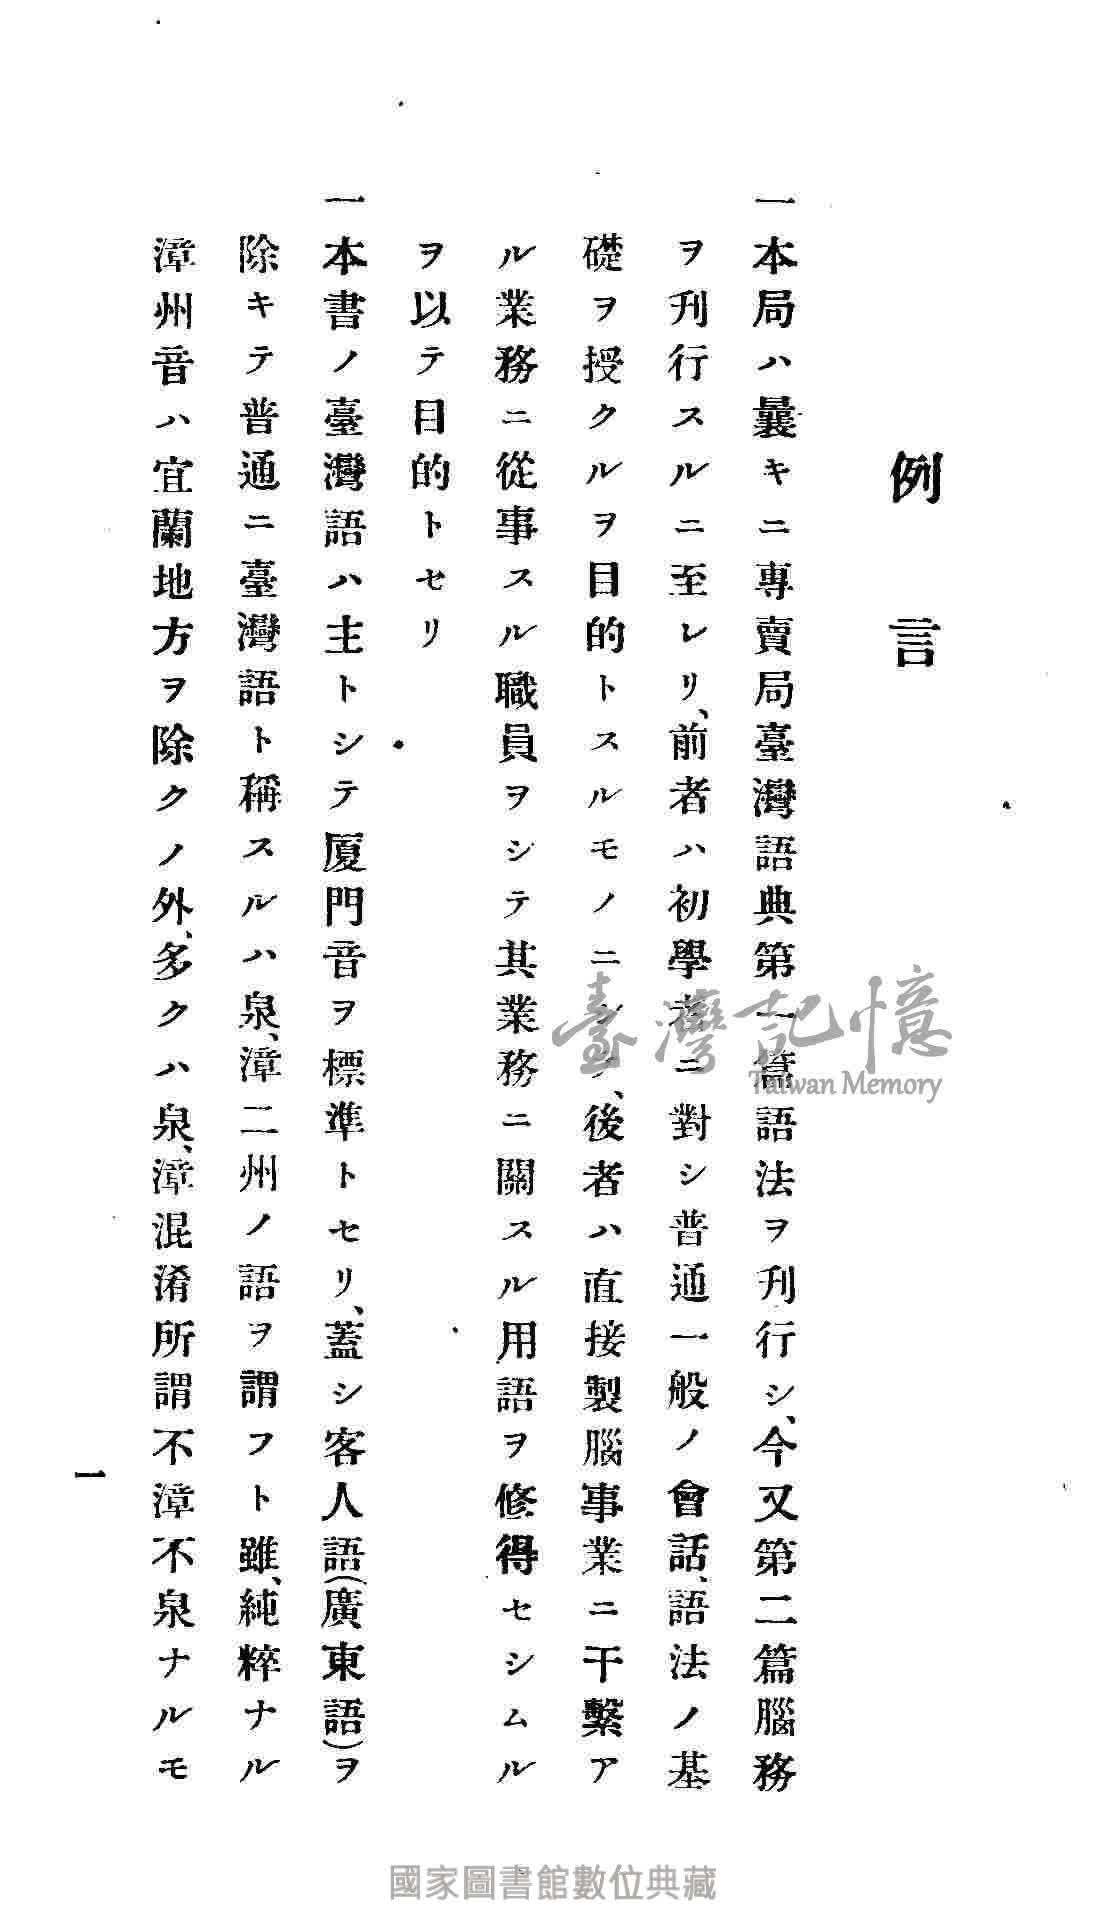 例言
一本局ハ曩キニ專賣局臺灣語典第一篇語法ヲ刋行シ、今又第二篇腦務
ヲ刋行スルニ至レリ、前者ハ初學者ニ對シ普通一般ノ會話、語法ノ基
礎ヲ授クルヲ目的トスルモノニシテ、後者ハ直接製腦事業ニ干繫ア
ル業務ニ從事スル職員ヲシテ其業務ニ關スル用語ヲ修得セシムル
ヲ以テ目的トセリ
一本書ノ臺灣語ハ主トシテ厦門音ヲ標準トセリ、蓋シ客人語(廣東語)ヲ
除キテ普通ニ臺灣語ト稱スルハ泉、漳二州ノ語ヲ謂フト雖、純粹ナル
漳州音ハ宜蘭地方ヲ除クノ外、多クハ泉、漳混淆所謂不漳不泉ナルモ
一
臺灣記憶
Taiwan Memory
國家圖書館數位典藏